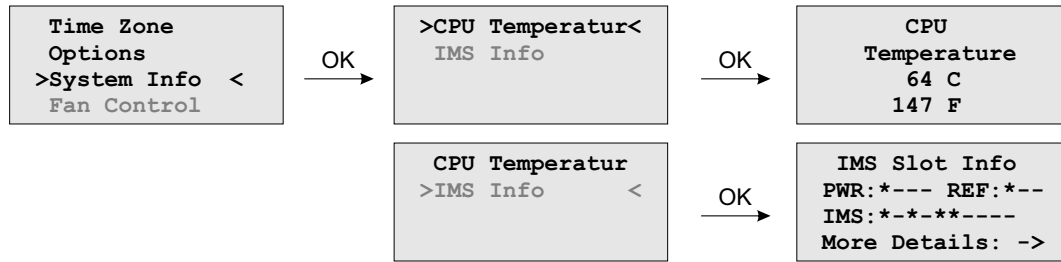 Time Zone
Options
>System Info <
Fan Control
OK
>CPU Temperatur<
IMS Info
OK
CPU
Temperature
64 C
147 F
CPU Temperatur
>IMS Info <
OK
IMS Slot Info
PWR:*--- REF:*--
IMS:*-*-**----
More Details: ->